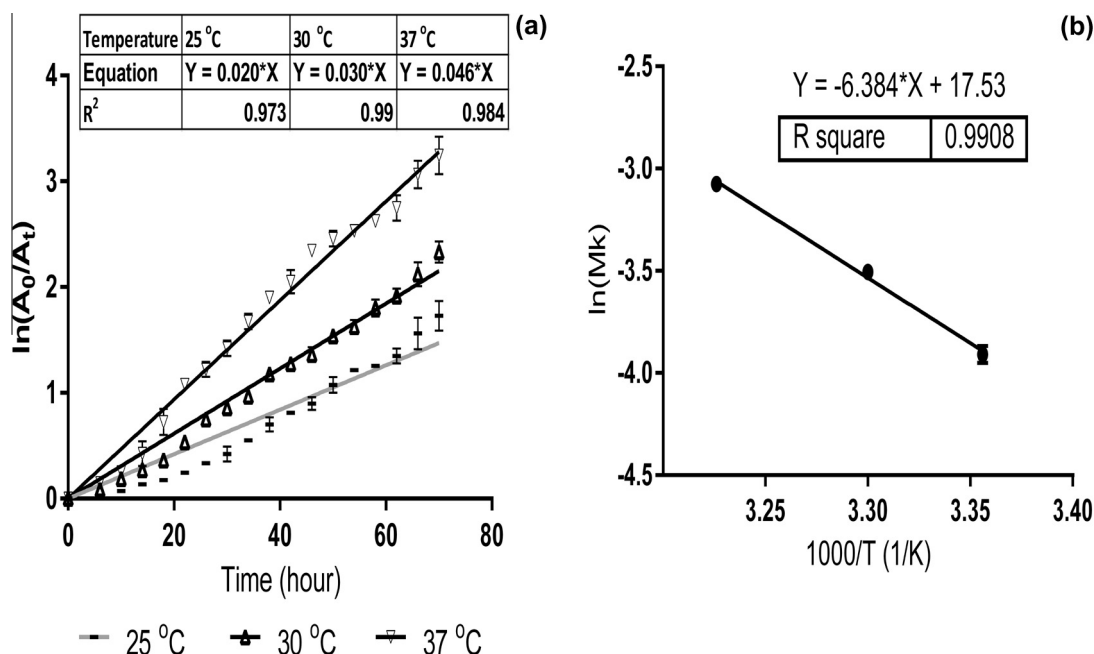 (a)
Temperature 25 °C 30 °C 37 °C
Equation Y = 0.020*X Y = 0.030*X Y = 0.046*X
R² 0.973 0.99 0.984
4
3
2
1
0
ln(A₀/Aₜ)
0 20 40 60 80
Time (hour)
25 °C 30 °C 37 °C
(b)
Y = -6.384*X + 17.53
R square 0.9908
-2.5
-3.0
-3.5
-4.0
-4.5
ln(Mk)
3.25 3.30 3.35 3.40
1000/T (1/K)